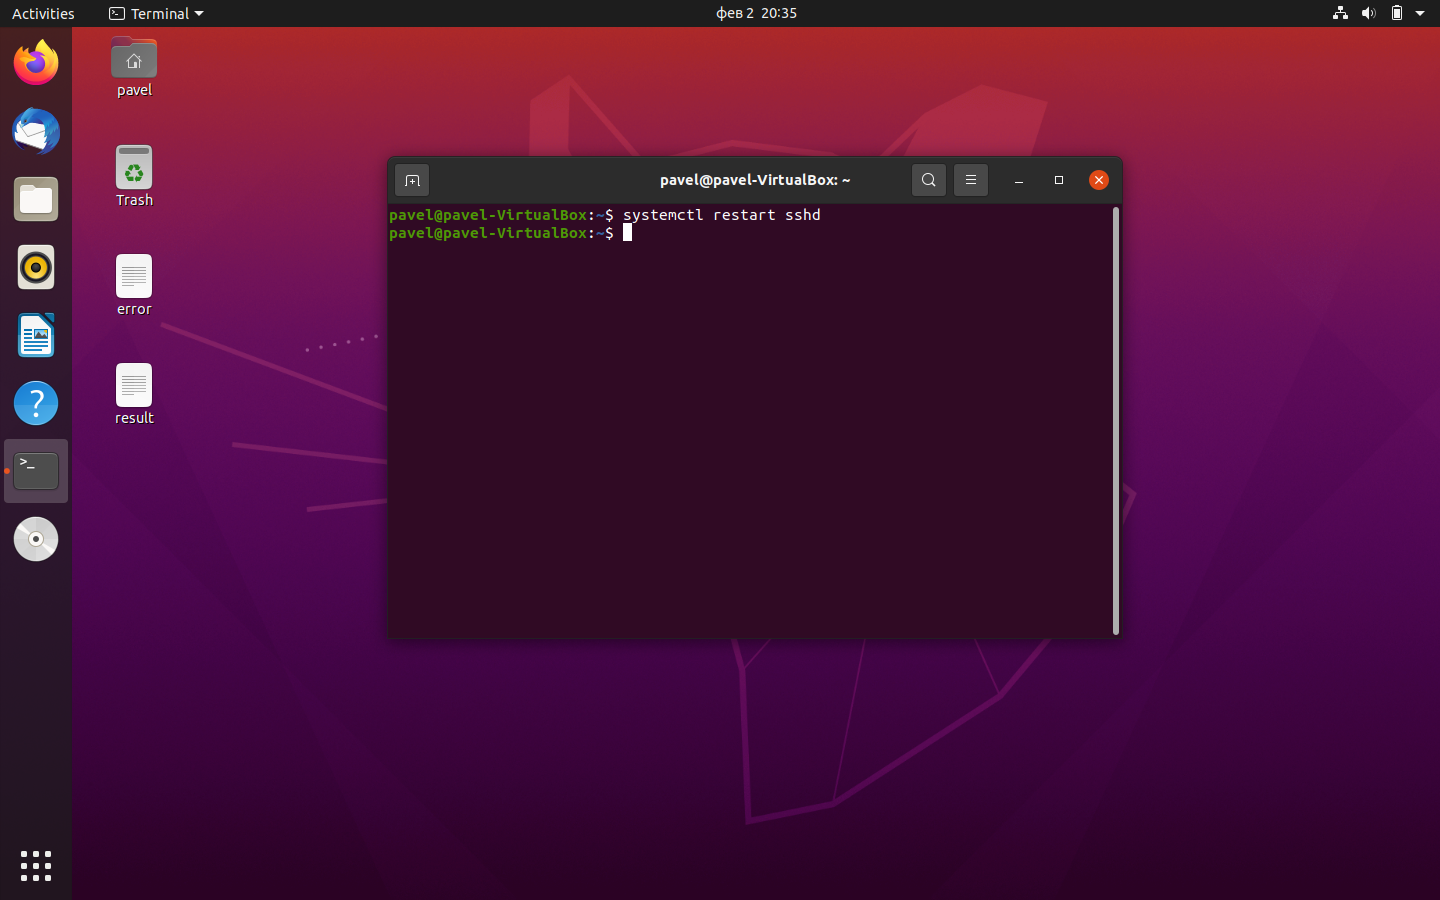 Activities Terminal фев 2 20:35
pavel
Trash
error
result
pavel@pavel-VirtualBox: ~
pavel@pavel-VirtualBox:~$ systemctl restart sshd
pavel@pavel-VirtualBox:~$